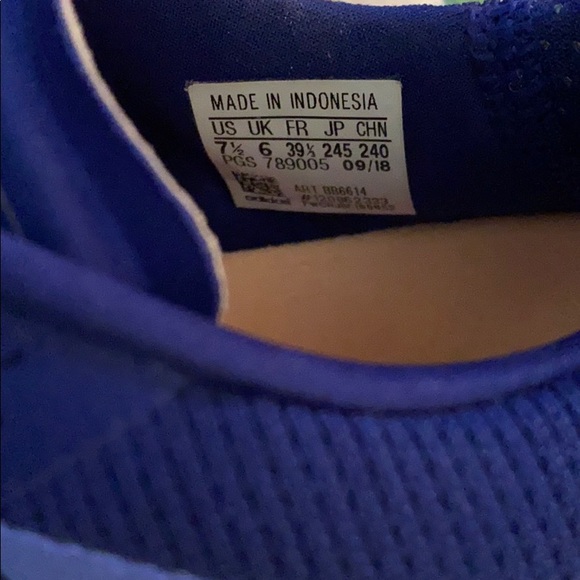 MADE IN INDONESIA
US UK FR JP CHN
7½ 6 39⅓ 245 240
PGS 789005 09/18
ART BB6614
adidas